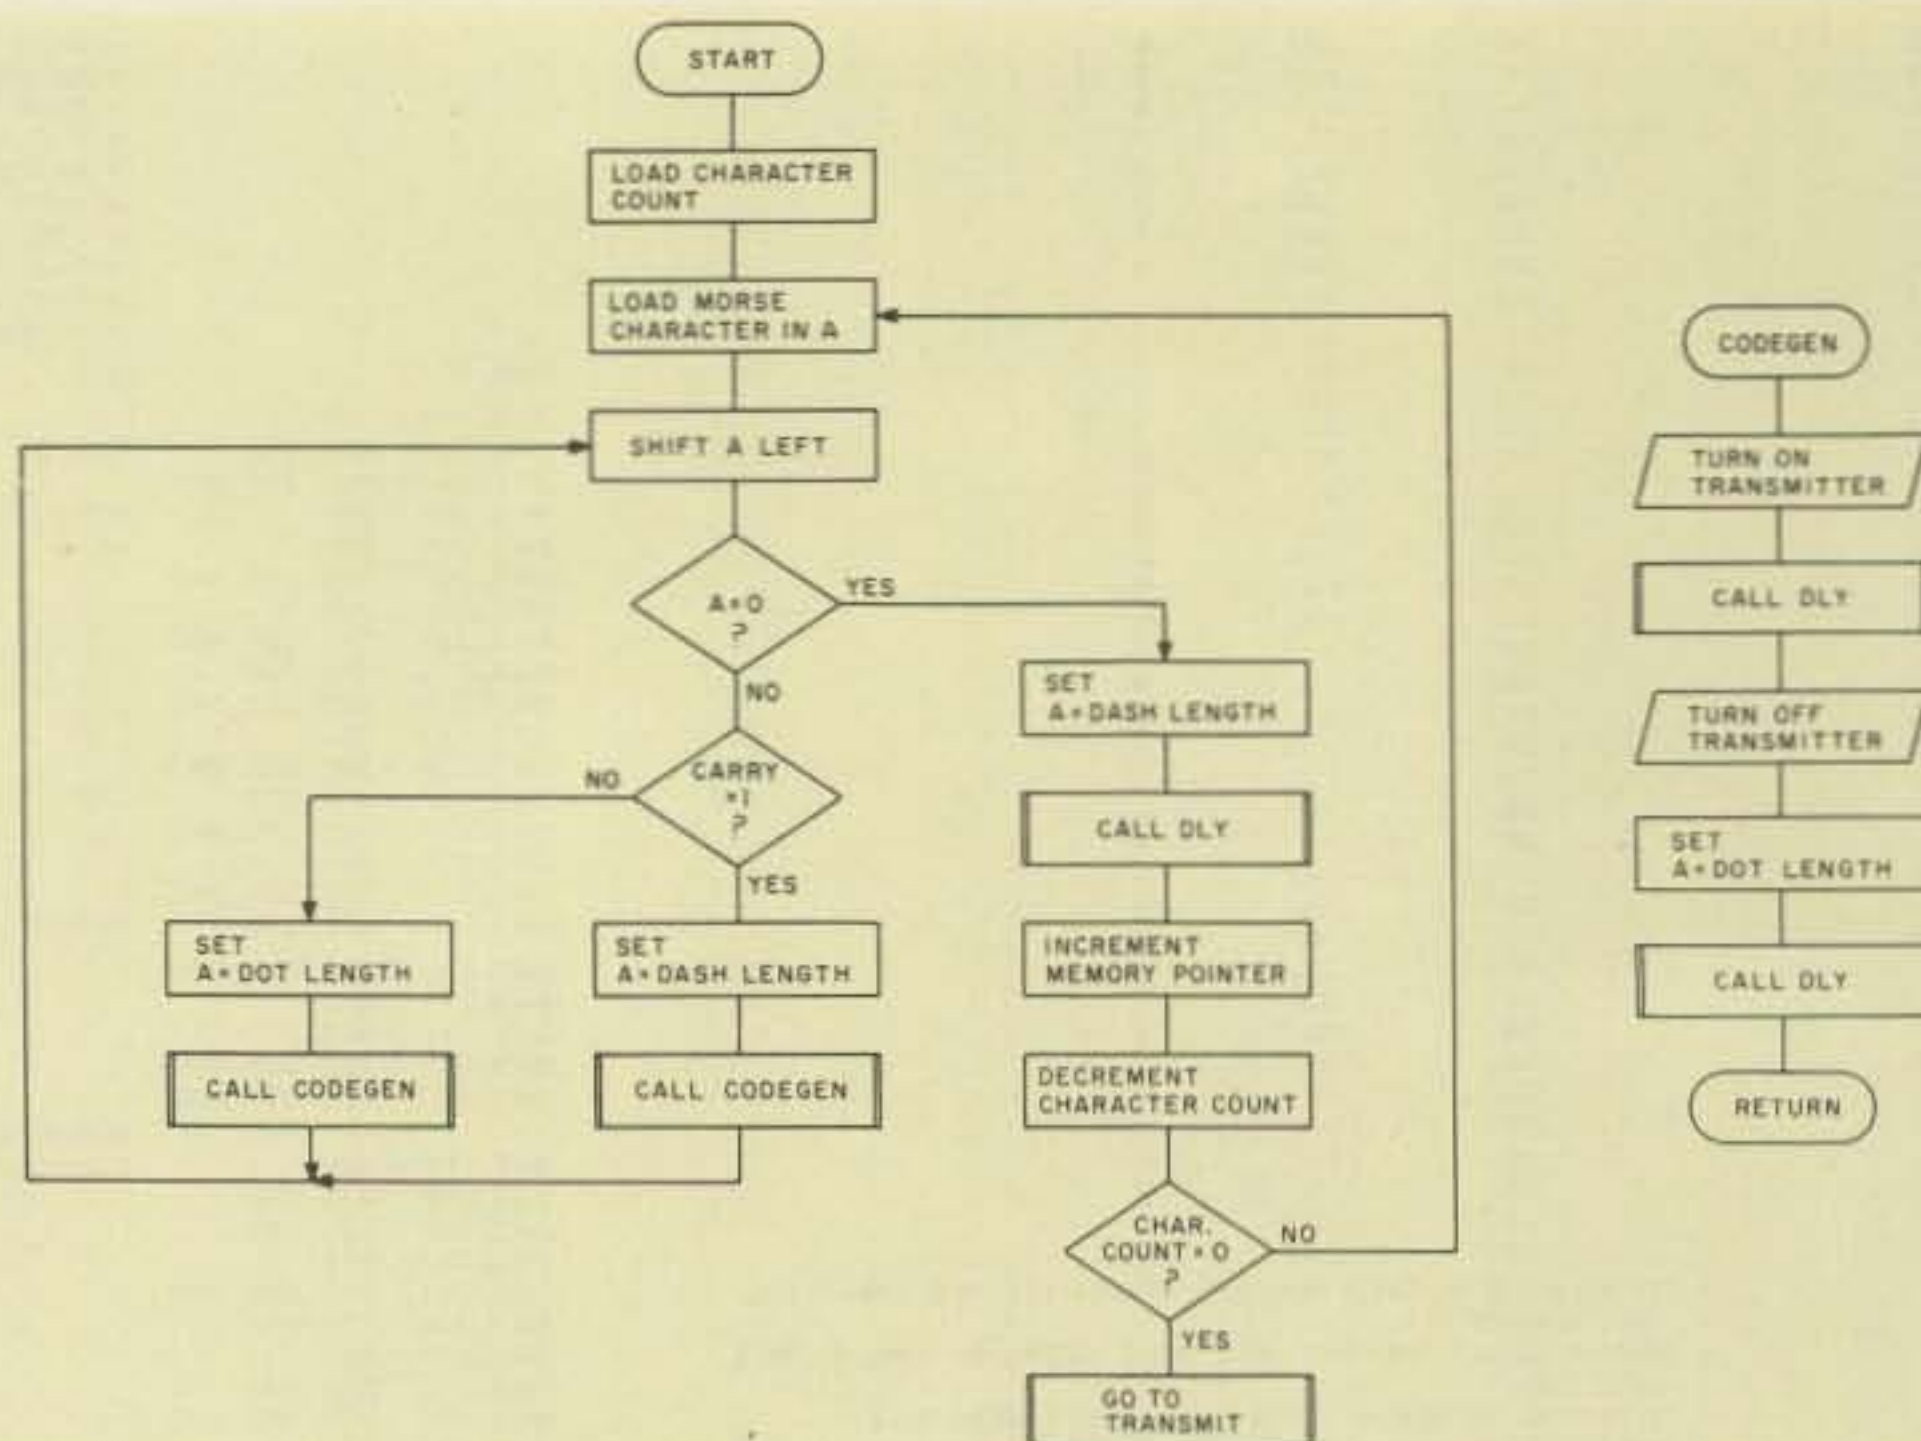 START
LOAD CHARACTER
COUNT
LOAD MORSE
CHARACTER IN A
SHIFT A LEFT
A=0
?
YES
NO
CARRY
=1
?
NO
YES
SET
A=DOT LENGTH
CALL CODEGEN
SET
A=DASH LENGTH
CALL CODEGEN
SET
A=DASH LENGTH
CALL DLY
INCREMENT
MEMORY POINTER
DECREMENT
CHARACTER COUNT
CHAR.
COUNT=0
?
NO
YES
GO TO
TRANSMIT
CODEGEN
TURN ON
TRANSMITTER
CALL DLY
TURN OFF
TRANSMITTER
SET
A=DOT LENGTH
CALL DLY
RETURN